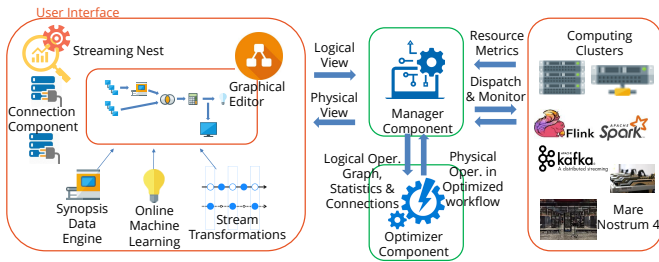 User Interface
Streaming Nest
Graphical
Editor
Connection
Component
Synopsis
Data
Engine
Online
Machine
Learning
Stream
Transformations
Logical
View
Physical
View
Manager
Component
Logical Oper.
Graph,
Statistics &
Connections
Physical
Oper. in
Optimized
workflow
Optimizer
Component
Resource
Metrics
Dispatch
& Monitor
Computing
Clusters
Flink
APACHE
Spark
kafka
A distributed streaming
Mare
Nostrum 4